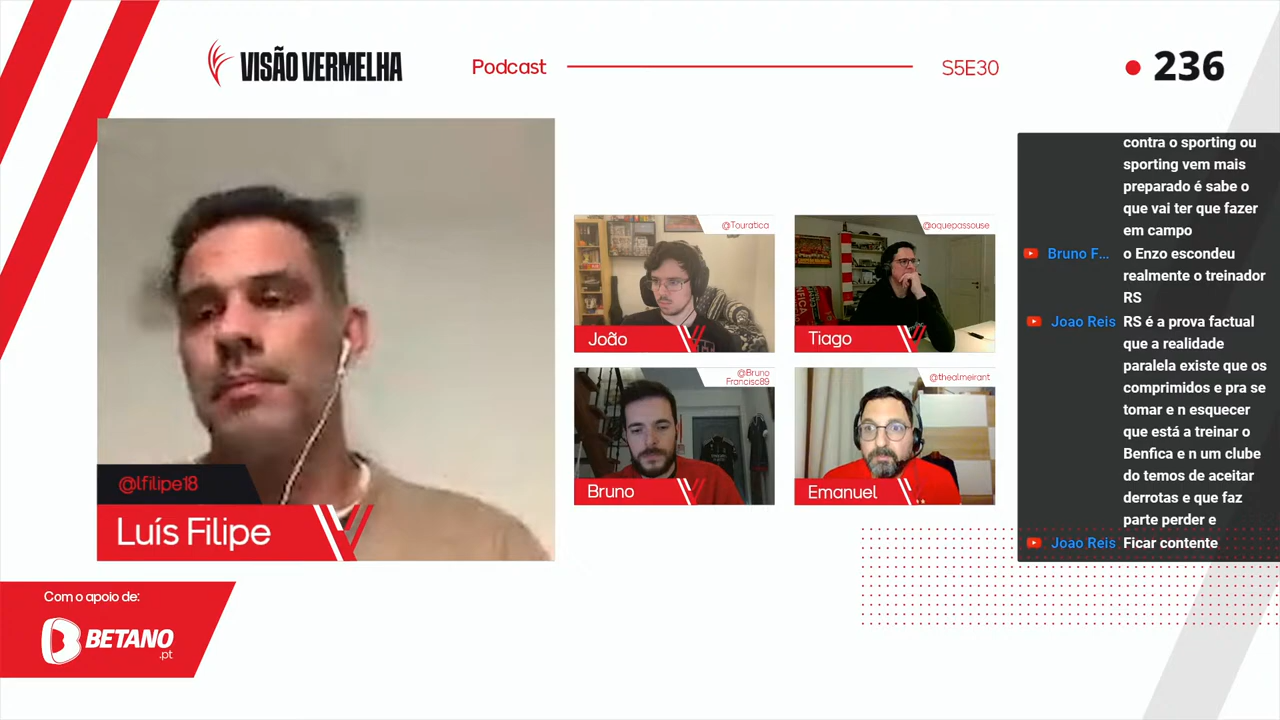 VISÃO VERMELHA
Podcast
S5E30
236
@lfilipe18
Luís Filipe
@Touratica
João
@oquepassouse
Tiago
@Bruno
Francisc89
Bruno
@thealmeirant
Emanuel
contra o sporting ou
sporting vem mais
preparado é sabe o
que vai ter que fazer
em campo
Bruno F... o Enzo escondeu
realmente o treinador
RS
Joao Reis RS é a prova factual
que a realidade
paralela existe que os
comprimidos e pra se
tomar e n esquecer
que está a treinar o
Benfica e n um clube
do temos de aceitar
derrotas e que faz
parte perder e
Joao Reis Ficar contente
Com o apoio de:
BETANO
.pt